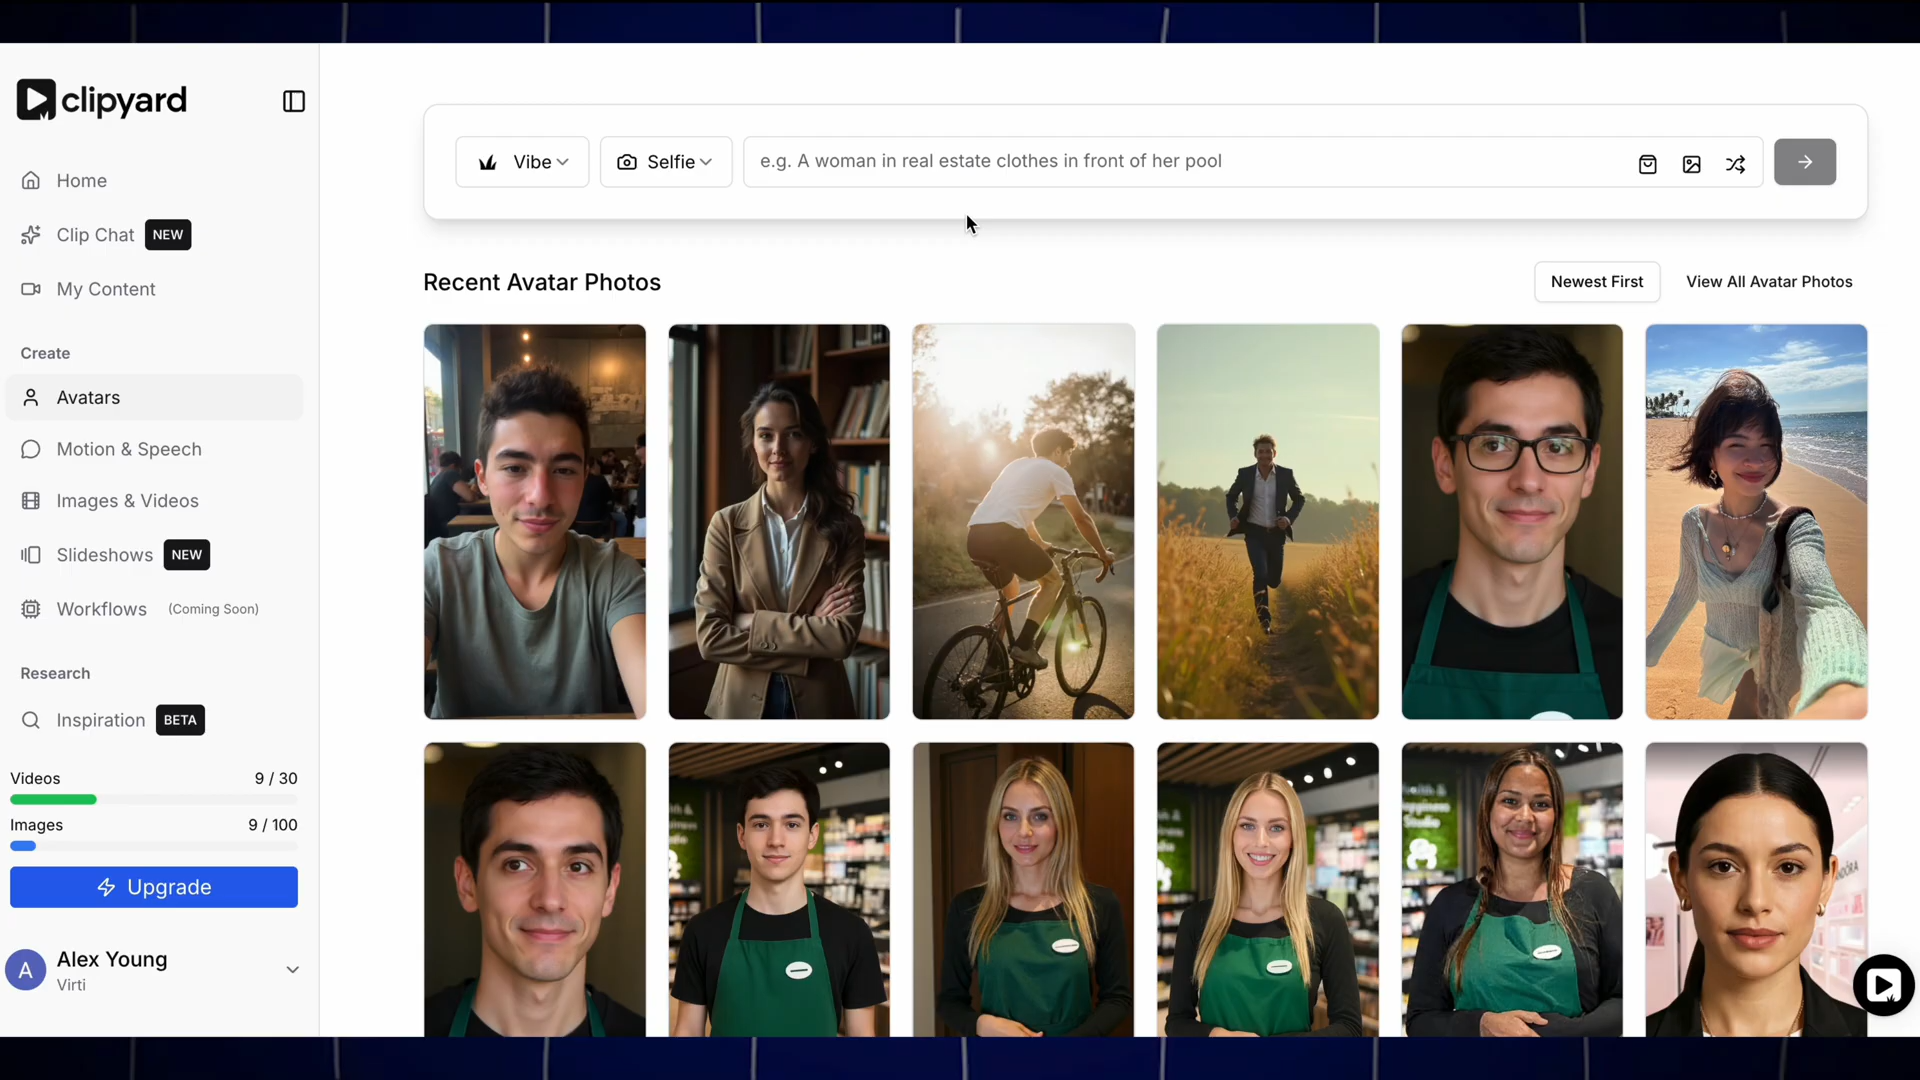 clipyard
Home
Clip Chat NEW
My Content
Create
Avatars
Motion & Speech
Images & Videos
Slideshows NEW
Workflows (Coming Soon)
Research
Inspiration BETA
Videos 9 / 30
Images 9 / 100
Upgrade
A Alex Young
Virti
Vibe Selfie e.g. A woman in real estate clothes in front of her pool
Recent Avatar Photos
Newest First View All Avatar Photos